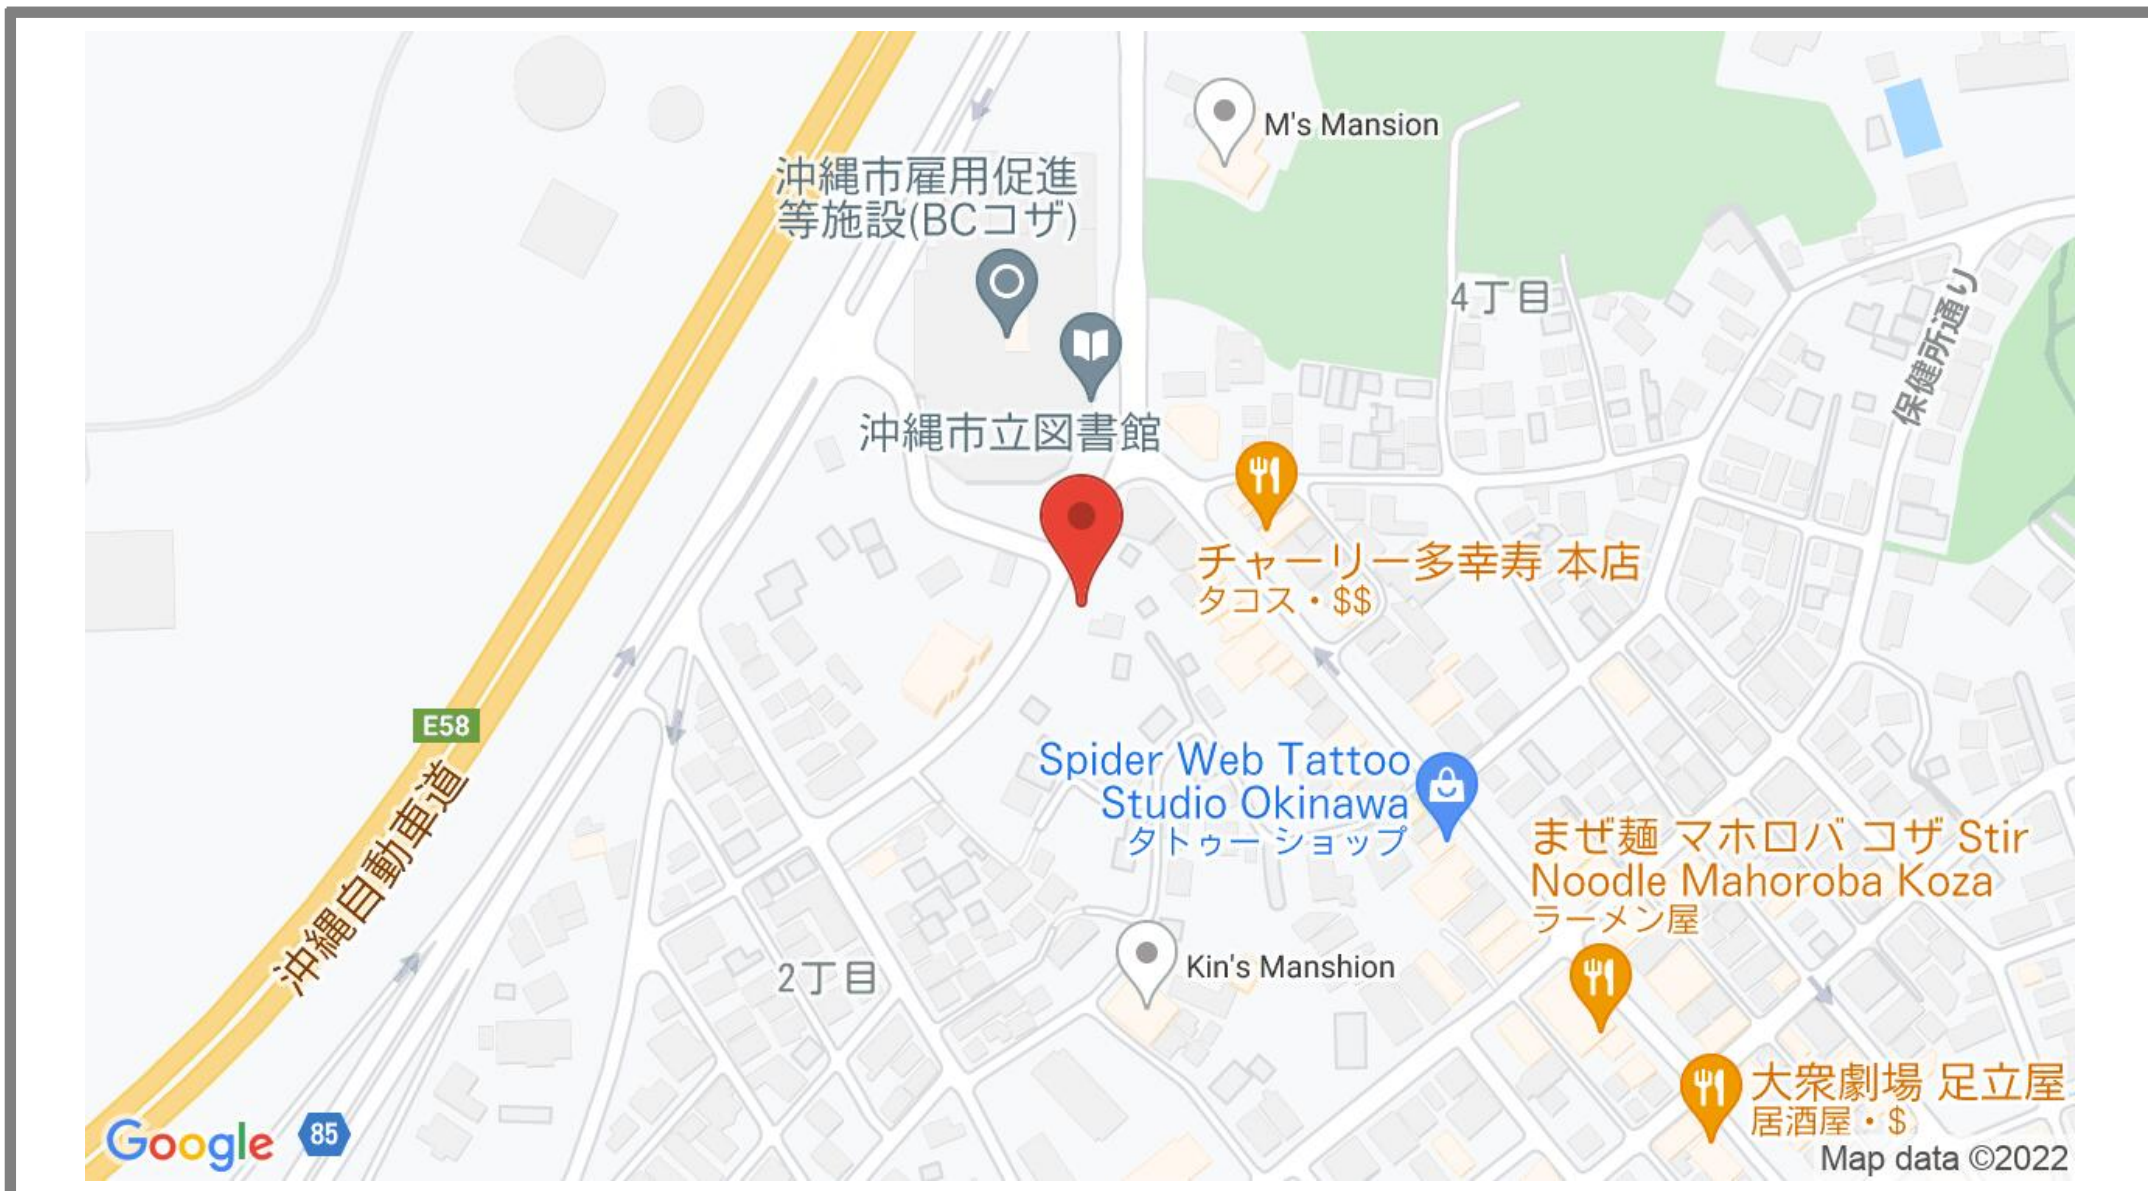 M's Mansion
沖縄市雇用促進
等施設(BCコザ)
4丁目
保健所通り
沖縄市立図書館
チャーリー多幸寿 本店
タコス・$$
E58
沖縄自動車道
Spider Web Tattoo
Studio Okinawa
タトゥー ショップ
まぜ麺 マホロバ コザ Stir
Noodle Mahoroba Koza
ラーメン屋
2丁目
Kin's Manshion
大衆劇場 足立屋
居酒屋・$
Google
85
Map data ©2022